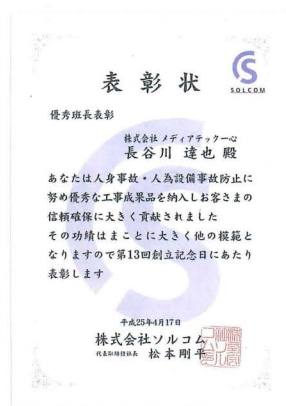 SOLCOM
表彰状
優秀班長表彰
株式会社 メディアテック一心
長谷川 達也 殿
あなたは人身事故・人為設備事故防止に
努め優秀な工事成果品を納入しお客さまの
信頼確保に大きく貢献されました
その功績はまことに大きく他の模範と
なりますので第13回創立記念日にあたり
表彰します
平成25年4月17日
株式会社ソルコム
代表取締役社長 松本剛平